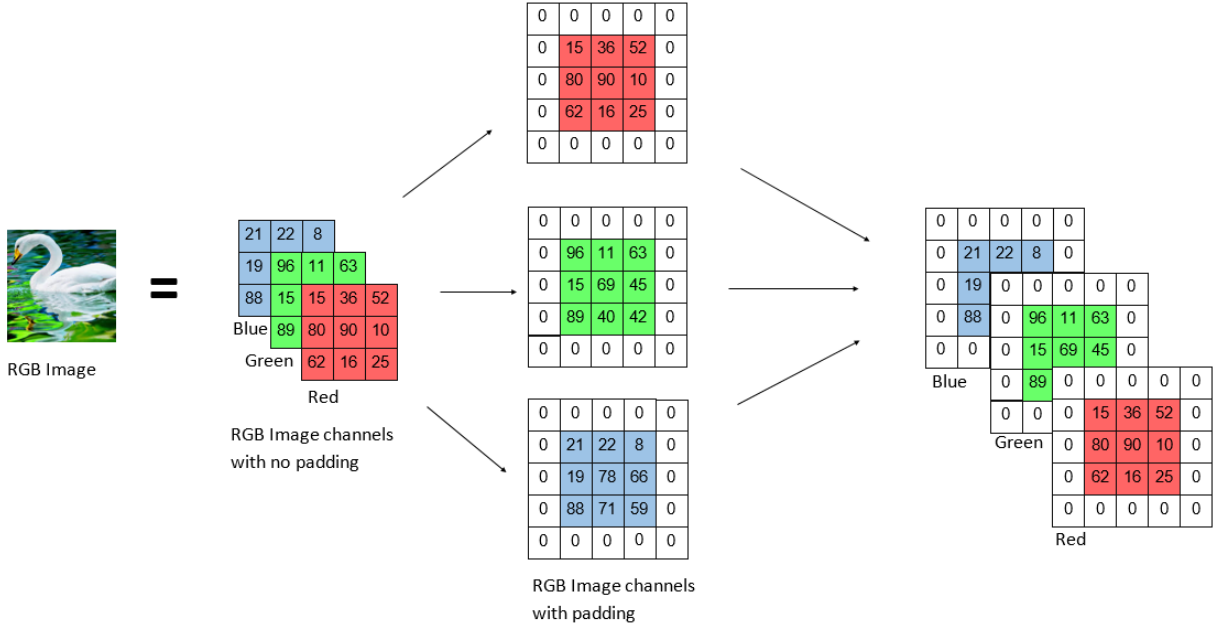 0 0 0 0 0
0 15 36 52 0
0 80 90 10 0
0 62 16 25 0
0 0 0 0 0
RGB Image
=
21 22 8
19 96 11 63
88 15 15 36 52
Blue 89 80 90 10
Green 62 16 25
Red
RGB Image channels
with no padding
0 0 0 0 0
0 96 11 63 0
0 15 69 45 0
0 89 40 42 0
0 0 0 0 0
0 0 0 0 0
0 21 22 8 0
0 19 78 66 0
0 88 71 59 0
0 0 0 0 0
RGB Image channels
with padding
0 0 0 0 0
0 21 22 8 0
0 19 0 0 0 0 0
0 88 0 96 11 63 0
0 0 0 15 69 45 0
Blue 0 89 0 0 0 0 0
0 0 0 15 36 52 0
Green 0 80 90 10 0
0 62 16 25 0
0 0 0 0 0
Red